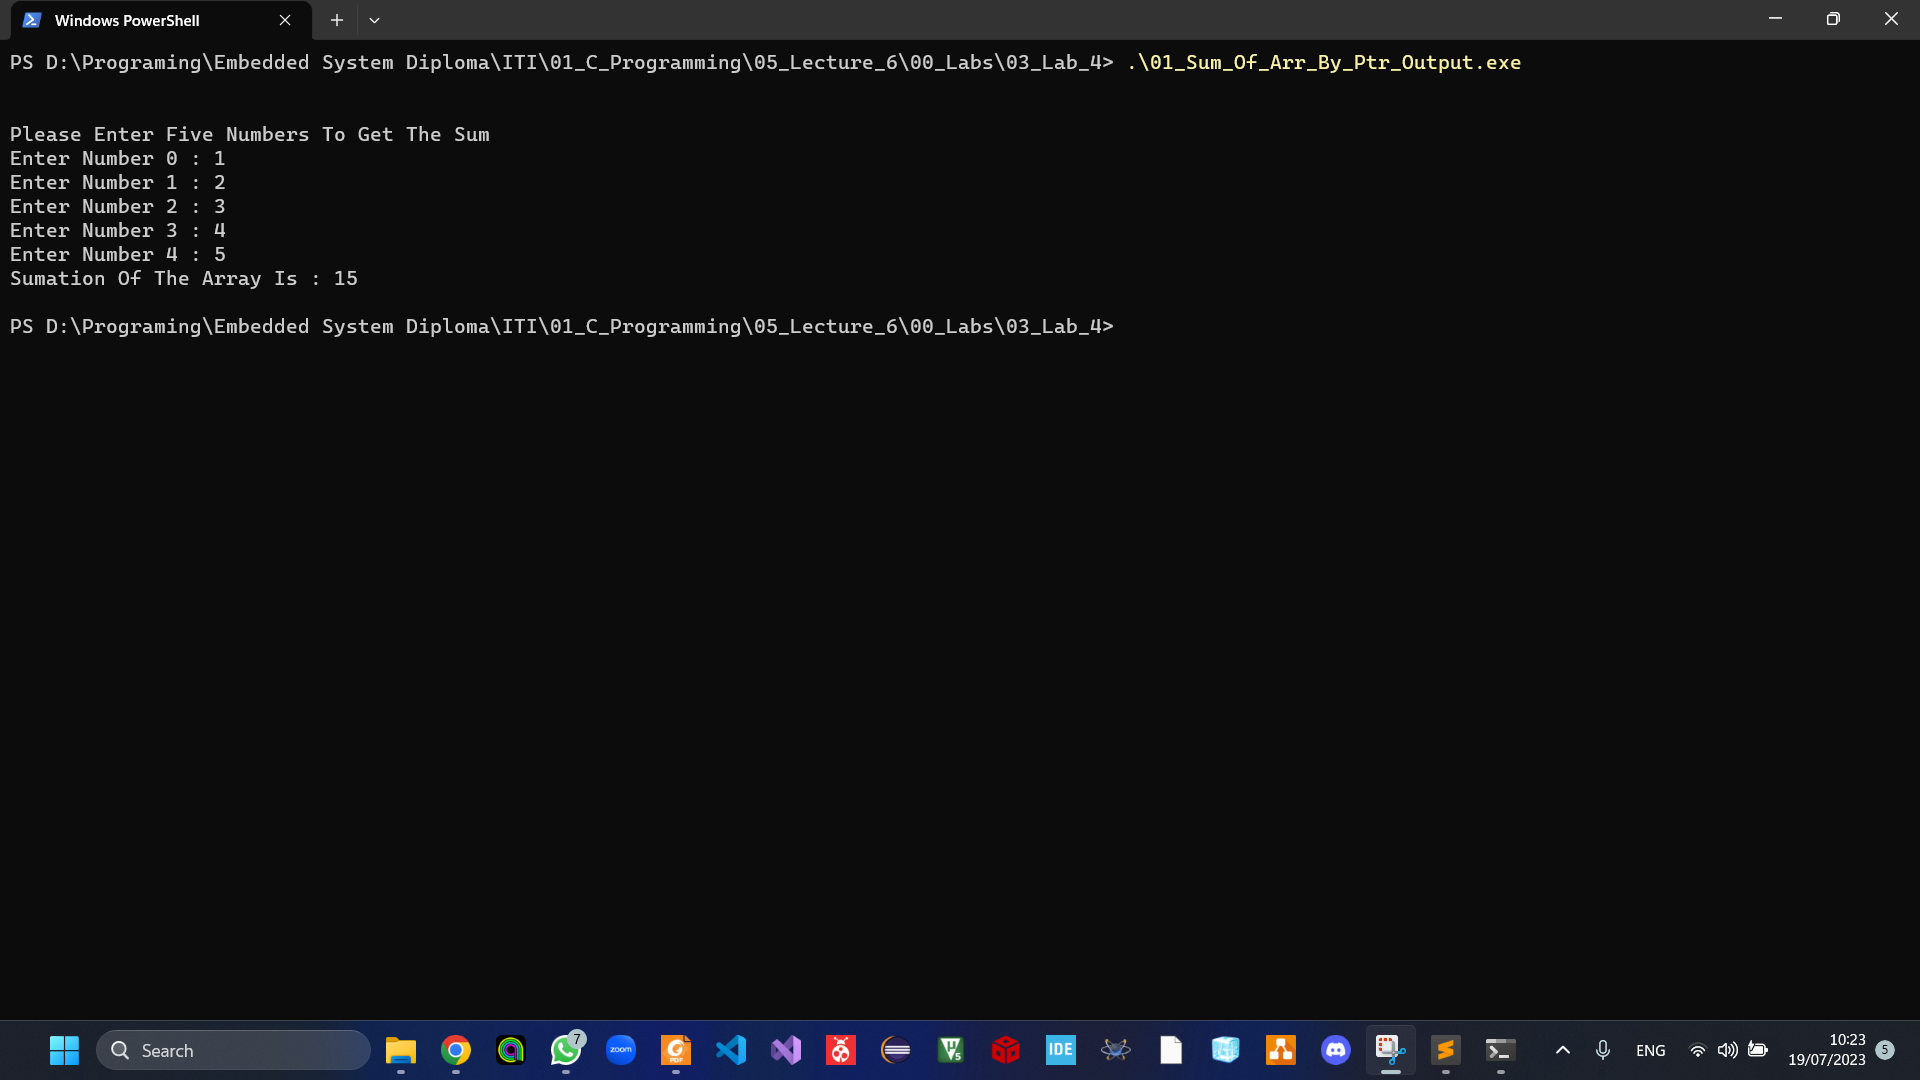 Windows PowerShell
PS D:\Programing\Embedded System Diploma\ITI\01_C_Programming\05_Lecture_6\00_Labs\03_Lab_4> .\01_Sum_Of_Arr_By_Ptr_Output.exe
Please Enter Five Numbers To Get The Sum
Enter Number 0 : 1
Enter Number 1 : 2
Enter Number 2 : 3
Enter Number 3 : 4
Enter Number 4 : 5
Sumation Of The Array Is : 15
PS D:\Programing\Embedded System Diploma\ITI\01_C_Programming\05_Lecture_6\00_Labs\03_Lab_4>
Search
7
zoom
PDF
5
IDE
ENG
10:23
19/07/2023
5